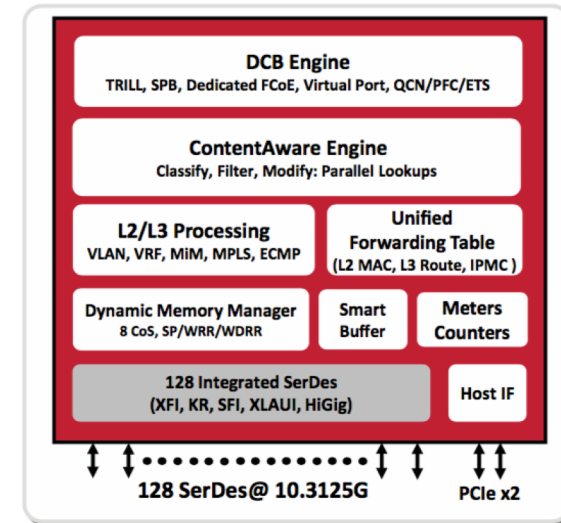 DCB Engine
TRILL, SPB, Dedicated FCoE, Virtual Port, QCN/PFC/ETS
ContentAware Engine
Classify, Filter, Modify: Parallel Lookups
L2/L3 Processing
VLAN, VRF, MiM, MPLS, ECMP
Unified
Forwarding Table
(L2 MAC, L3 Route, IPMC )
Dynamic Memory Manager
8 CoS, SP/WRR/WDRR
Smart
Buffer
Meters
Counters
128 Integrated SerDes
(XFI, KR, SFI, XLAUI, HiGig)
Host IF
128 SerDes@ 10.3125G
PCIe x2